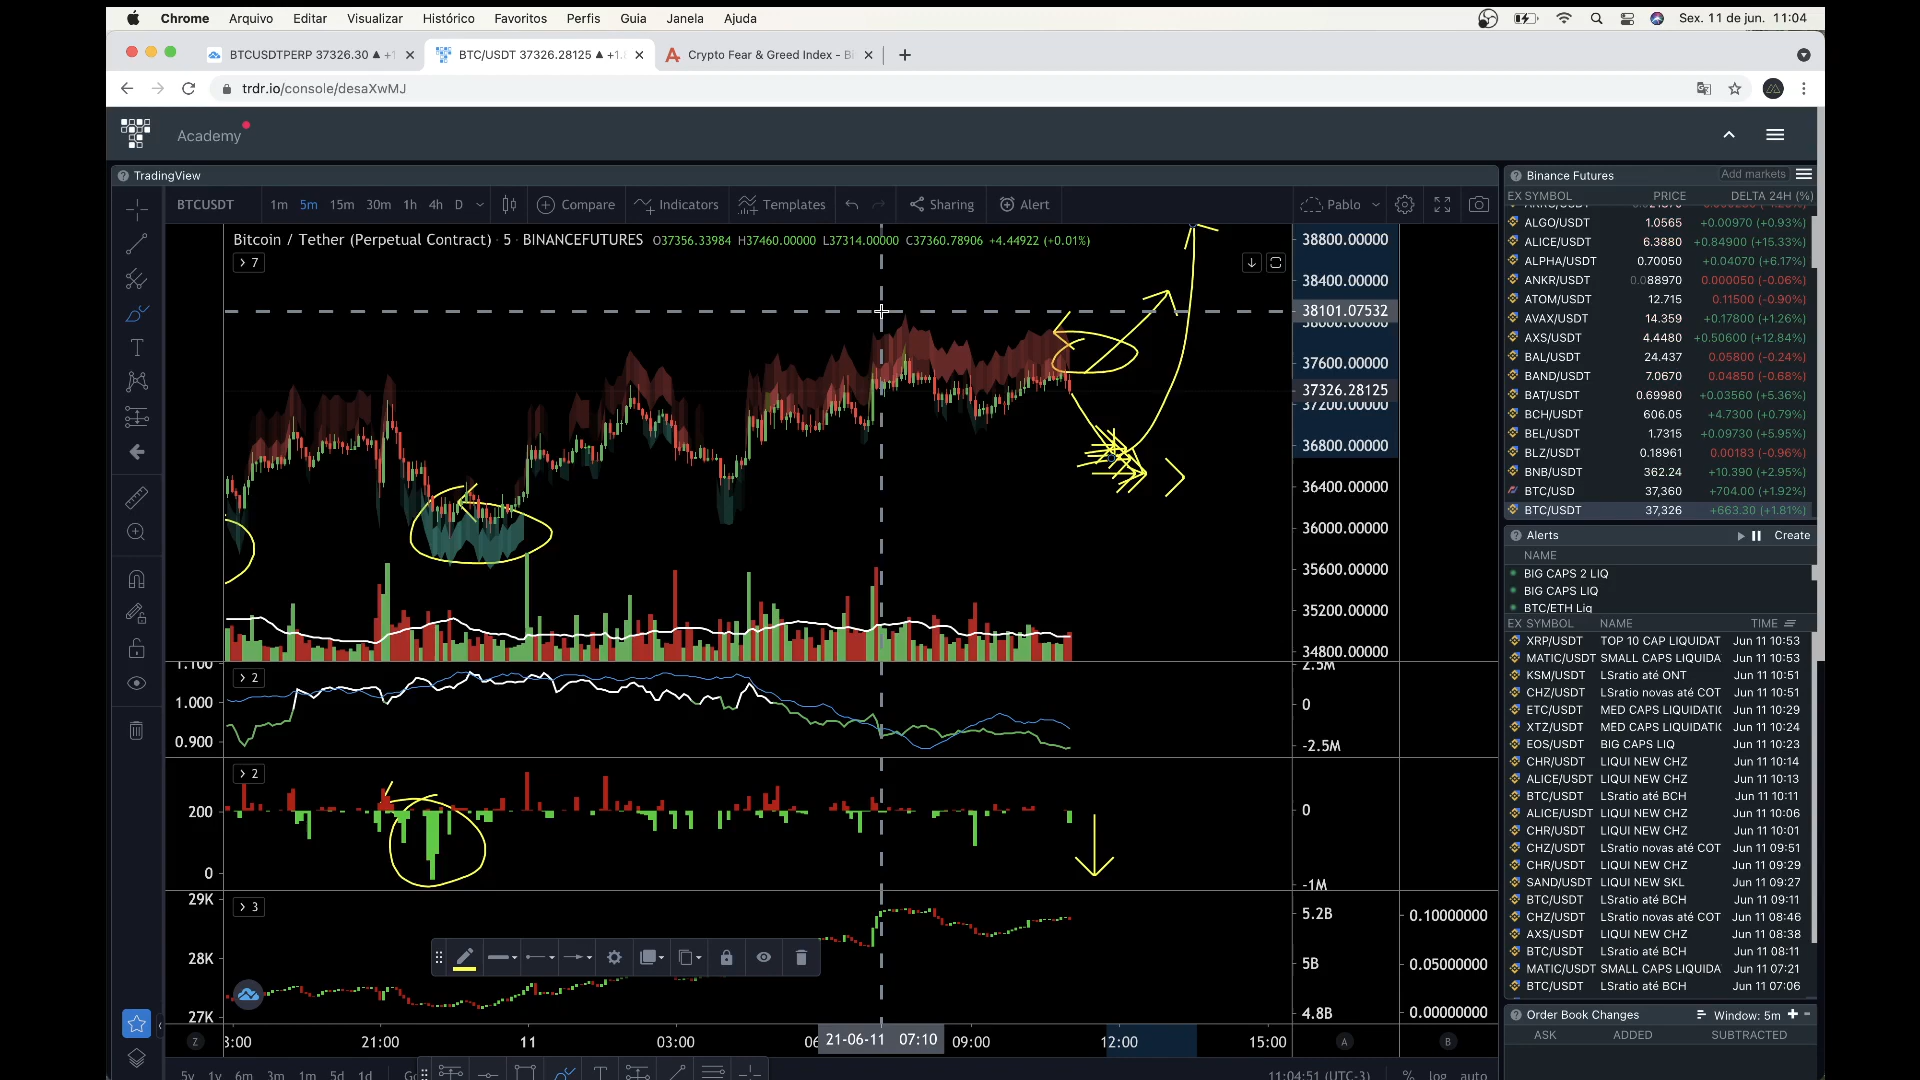 Chrome Arquivo Editar Visualizar Histórico Favoritos Perfis Guia Janela Ajuda Sex. 11 de jun. 11:04
BTCUSDTPERP 37326.30 ▲ +1 BTC/USDT 37326.28125 ▲ +1. Crypto Fear & Greed Index - Bi
trdr.io/console/desaXwMJ
Academy
TradingView
BTCUSDT 1m 5m 15m 30m 1h 4h D Compare Indicators Templates Sharing Alert Pablo
Bitcoin / Tether (Perpetual Contract) · 5 · BINANCEFUTURES O37356.33984 H37460.00000 L37314.00000 C37360.78906 +4.44922 (+0.01%)
> 7
38800.00000
38400.00000
38101.07532
38000.00000
37600.00000
37326.28125
37200.00000
36800.00000
36400.00000
36000.00000
35600.00000
35200.00000
34800.00000
> 2
1.100
1.000
0.900
2.5M
0
-2.5M
> 2
200
0
0
-1M
> 3
29K
28K
27K
5.2B
5B
4.8B
0.10000000
0.05000000
0.00000000
Z 3:00 21:00 11 03:00 06 21-06-11 07:10 09:00 12:00 15:00 A B
5y 1y 6m 3m 1m 5d 1d 11:04:51 (UTC-3) % log auto
Binance Futures Add markets
EX SYMBOL PRICE DELTA 24H (%)
ALGO/USDT 1.0565 +0.00970 (+0.93%)
ALICE/USDT 6.3880 +0.84900 (+15.33%)
ALPHA/USDT 0.70050 +0.04070 (+6.17%)
ANKR/USDT 0.088970 0.000050 (-0.06%)
ATOM/USDT 12.715 0.11500 (-0.90%)
AVAX/USDT 14.359 +0.17800 (+1.26%)
AXS/USDT 4.4480 +0.50600 (+12.84%)
BAL/USDT 24.437 0.05800 (-0.24%)
BAND/USDT 7.0670 0.04850 (-0.68%)
BAT/USDT 0.69980 +0.03560 (+5.36%)
BCH/USDT 606.05 +4.7300 (+0.79%)
BEL/USDT 1.7315 +0.09730 (+5.95%)
BLZ/USDT 0.18961 0.00183 (-0.96%)
BNB/USDT 362.24 +10.390 (+2.95%)
BTC/USD 37,360 +704.00 (+1.92%)
BTC/USDT 37,326 +663.30 (+1.81%)
Alerts Create
NAME
BIG CAPS 2 LIQ
BIG CAPS LIQ
BTC/ETH Liq
EX SYMBOL NAME TIME
XRP/USDT TOP 10 CAP LIQUIDAT Jun 11 10:53
MATIC/USDT SMALL CAPS LIQUIDA Jun 11 10:53
KSM/USDT LSratio até ONT Jun 11 10:51
CHZ/USDT LSratio novas até COT Jun 11 10:51
ETC/USDT MED CAPS LIQUIDATIC Jun 11 10:29
XTZ/USDT MED CAPS LIQUIDATIC Jun 11 10:24
EOS/USDT BIG CAPS LIQ Jun 11 10:23
CHR/USDT LIQUI NEW CHZ Jun 11 10:14
ALICE/USDT LIQUI NEW CHZ Jun 11 10:13
BTC/USDT LSratio até BCH Jun 11 10:11
ALICE/USDT LIQUI NEW CHZ Jun 11 10:06
CHR/USDT LIQUI NEW CHZ Jun 11 10:01
CHZ/USDT LSratio novas até COT Jun 11 09:51
CHR/USDT LIQUI NEW CHZ Jun 11 09:29
SAND/USDT LIQUI NEW SKL Jun 11 09:27
BTC/USDT LSratio até BCH Jun 11 09:11
CHZ/USDT LSratio novas até COT Jun 11 08:46
AXS/USDT LIQUI NEW CHZ Jun 11 08:38
BTC/USDT LSratio até BCH Jun 11 08:11
MATIC/USDT SMALL CAPS LIQUIDA Jun 11 07:21
BTC/USDT LSratio até BCH Jun 11 07:06
Order Book Changes Window: 5m
ASK ADDED SUBTRACTED